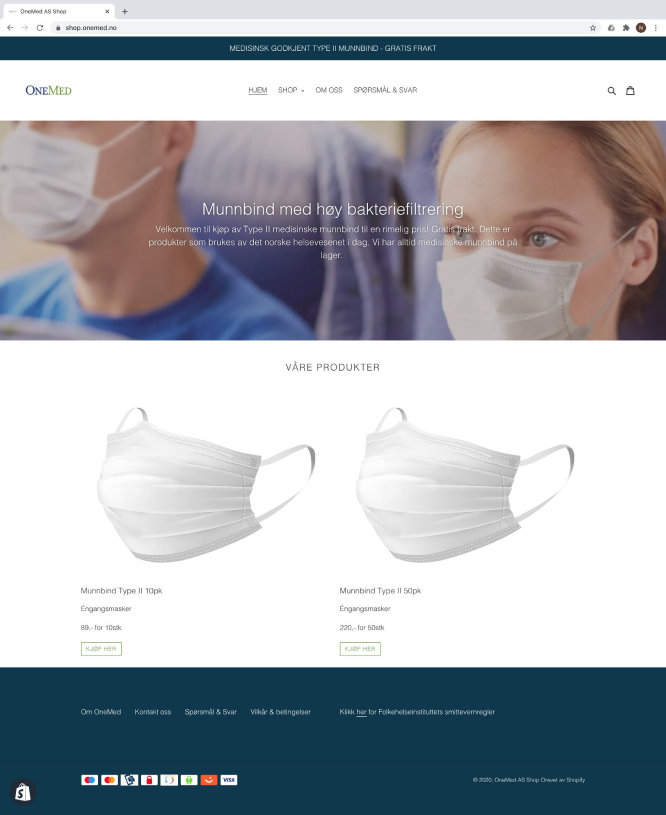 OneMed AS Shop
shop.onemed.no
N
MEDISINSK GODKJENT TYPE II MUNNBIND - GRATIS FRAKT
ONEMED
HJEM SHOP OM OSS SPØRSMÅL & SVAR
Munnbind med høy bakteriefiltrering
Velkommen til kjøp av Type II medisinske munnbind til en rimelig pris! Gratis frakt. Dette er
produkter som brukes av det norske helsevesenet i dag. Vi har alltid medisinske munnbind på
lager.
VÅRE PRODUKTER
Munnbind Type II 10pk
Engangsmasker
89,- for 10stk
KJØP HER
Munnbind Type II 50pk
Engangsmasker
220,- for 50stk
KJØP HER
Om OneMed Kontakt oss Spørsmål & Svar Vilkår & betingelser
Klikk her for Folkehelseinstituttets smittevernregler
VISA
© 2020, OneMed AS Shop Drevet av Shopify